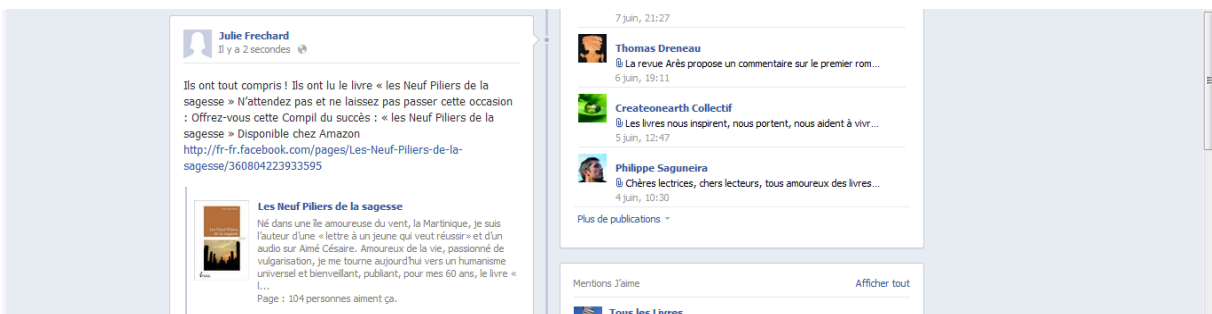 Julie Frechard
Il y a 2 secondes
Ils ont tout compris ! Ils ont lu le livre « les Neuf Piliers de la
sagesse » N'attendez pas et ne laissez pas passer cette occasion
: Offrez-vous cette Compil du succès : « les Neuf Piliers de la
sagesse » Disponible chez Amazon
http://fr-fr.facebook.com/pages/Les-Neuf-Piliers-de-la-
sagesse/360804223933595
Les Neuf Piliers de la sagesse
Né dans une île amoureuse du vent, la Martinique, je suis
l'auteur d'une « lettre à un jeune qui veut réussir» et d'un
audio sur Aimé Césaire. Amoureux de la vie, passionné de
vulgarisation, je me tourne aujourd'hui vers un humanisme
universel et bienveillant, publiant, pour mes 60 ans, le livre «
l...
Page : 104 personnes aiment ça.
7 juin, 21:27
Thomas Dreneau
La revue Arès propose un commentaire sur le premier rom...
6 juin, 19:11
Createonearth Collectif
Les livres nous inspirent, nous portent, nous aident à vivr...
5 juin, 12:47
Philippe Saguneira
Chères lectrices, chers lecteurs, tous amoureux des livres...
4 juin, 10:30
Plus de publications
Mentions J'aime
Afficher tout
Tous les Livres